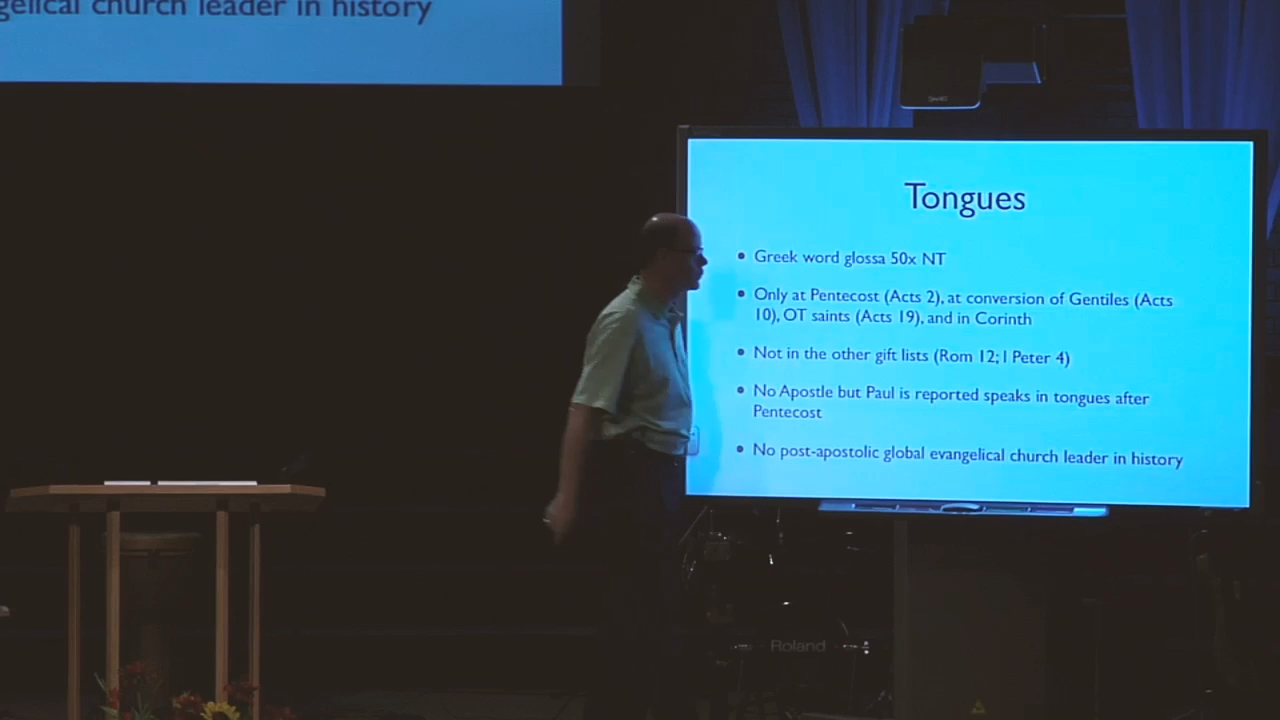 gelical church leader in history
Tongues
• Greek word glossa 50x NT
• Only at Pentecost (Acts 2), at conversion of Gentiles (Acts
10), OT saints (Acts 19), and in Corinth
• Not in the other gift lists (Rom 12; 1 Peter 4)
• No Apostle but Paul is reported speaks in tongues after
Pentecost
• No post-apostolic global evangelical church leader in history
Roland